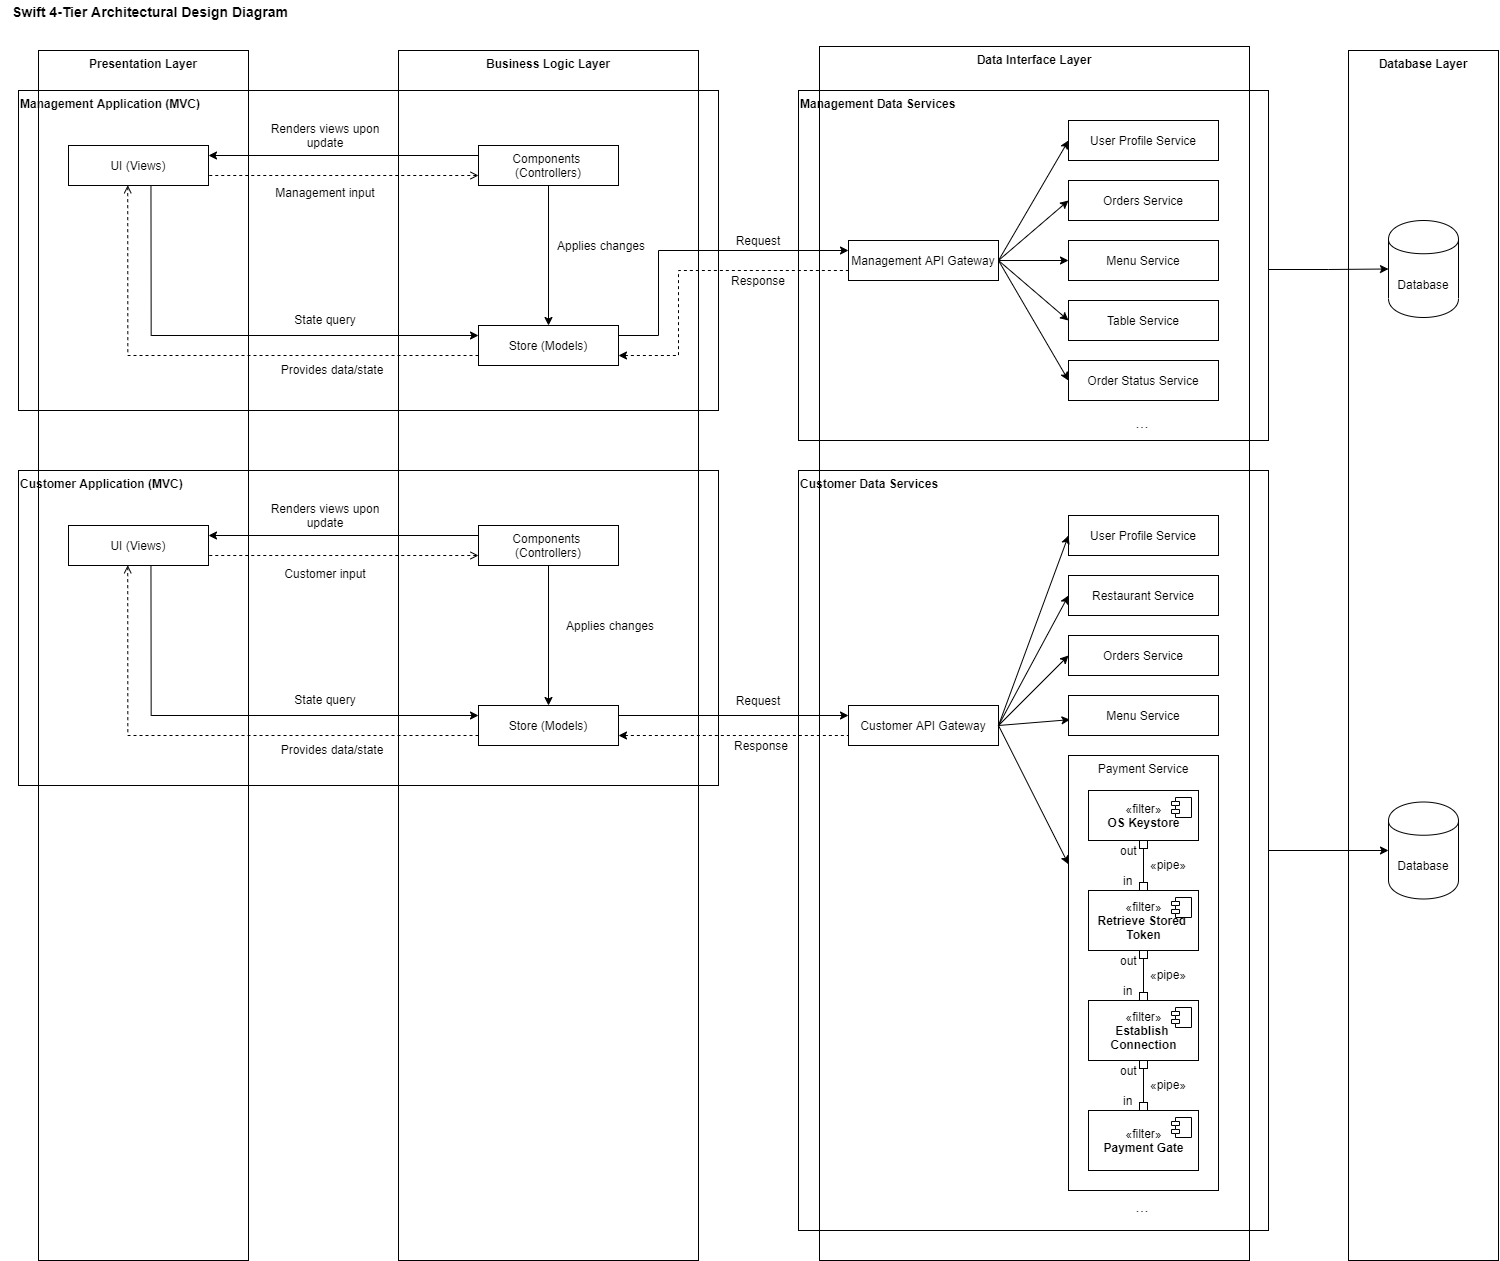 Swift 4-Tier Architectural Design Diagram
Presentation Layer
Business Logic Layer
Data Interface Layer
Database Layer
Management Application (MVC)
Renders views upon
update
UI (Views)
Components
(Controllers)
Management input
Applies changes
State query
Store (Models)
Provides data/state
Request
Response
Management Data Services
Management API Gateway
User Profile Service
Orders Service
Menu Service
Table Service
Order Status Service
...
Database
Customer Application (MVC)
Renders views upon
update
UI (Views)
Components
(Controllers)
Customer input
Applies changes
State query
Store (Models)
Provides data/state
Request
Response
Customer Data Services
Customer API Gateway
User Profile Service
Restaurant Service
Orders Service
Menu Service
Payment Service
«filter»
OS Keystore
out
«pipe»
in
«filter»
Retrieve Stored
Token
out
«pipe»
in
«filter»
Establish
Connection
out
«pipe»
in
«filter»
Payment Gate
...
Database